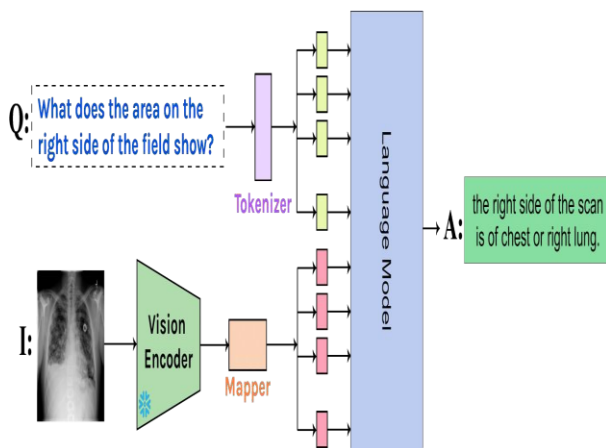 Q:
What does the area on the
right side of the field show?
Tokenizer
I:
Vision
Encoder
Mapper
Language Model
A:
the right side of the scan
is of chest or right lung.